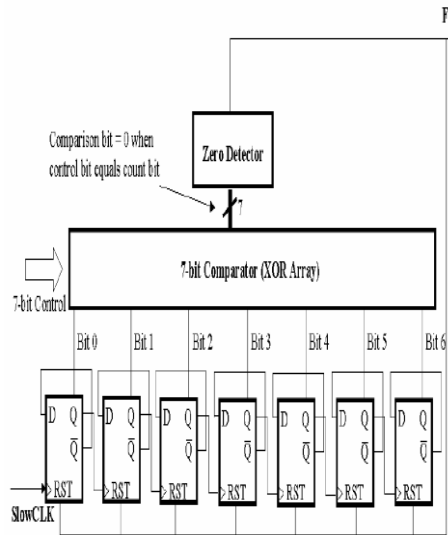 F
Comparison bit = 0 when
control bit equals count bit
Zero Detector
7
7-bit Comparator (XOR Array)
7-bit Control
Bit 0 Bit 1 Bit 2 Bit 3 Bit 4 Bit 5 Bit 6
D Q D Q D Q D Q D Q D Q D Q
Q Q Q Q Q Q Q
RST RST RST RST RST RST RST
SlowCLK